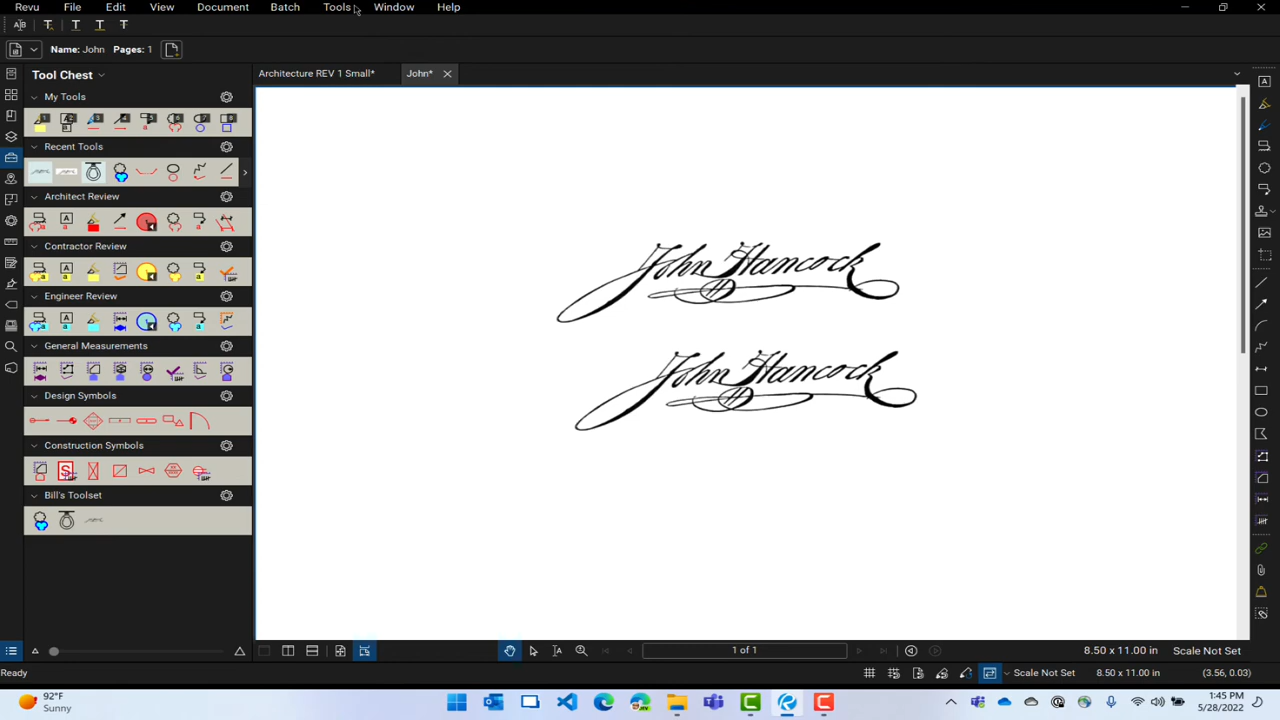 Revu File Edit View Document Batch Tools Window Help
Name: John Pages: 1
Tool Chest
Architecture REV 1 Small* John*
My Tools
Recent Tools
Architect Review
Contractor Review
Engineer Review
General Measurements
Design Symbols
Construction Symbols
Bill's Toolset
John Hancock
John Hancock
1 of 1 8.50 x 11.00 in Scale Not Set
Ready Scale Not Set 8.50 x 11.00 in (3.56, 0.03)
92°F
Sunny
1:45 PM
5/28/2022